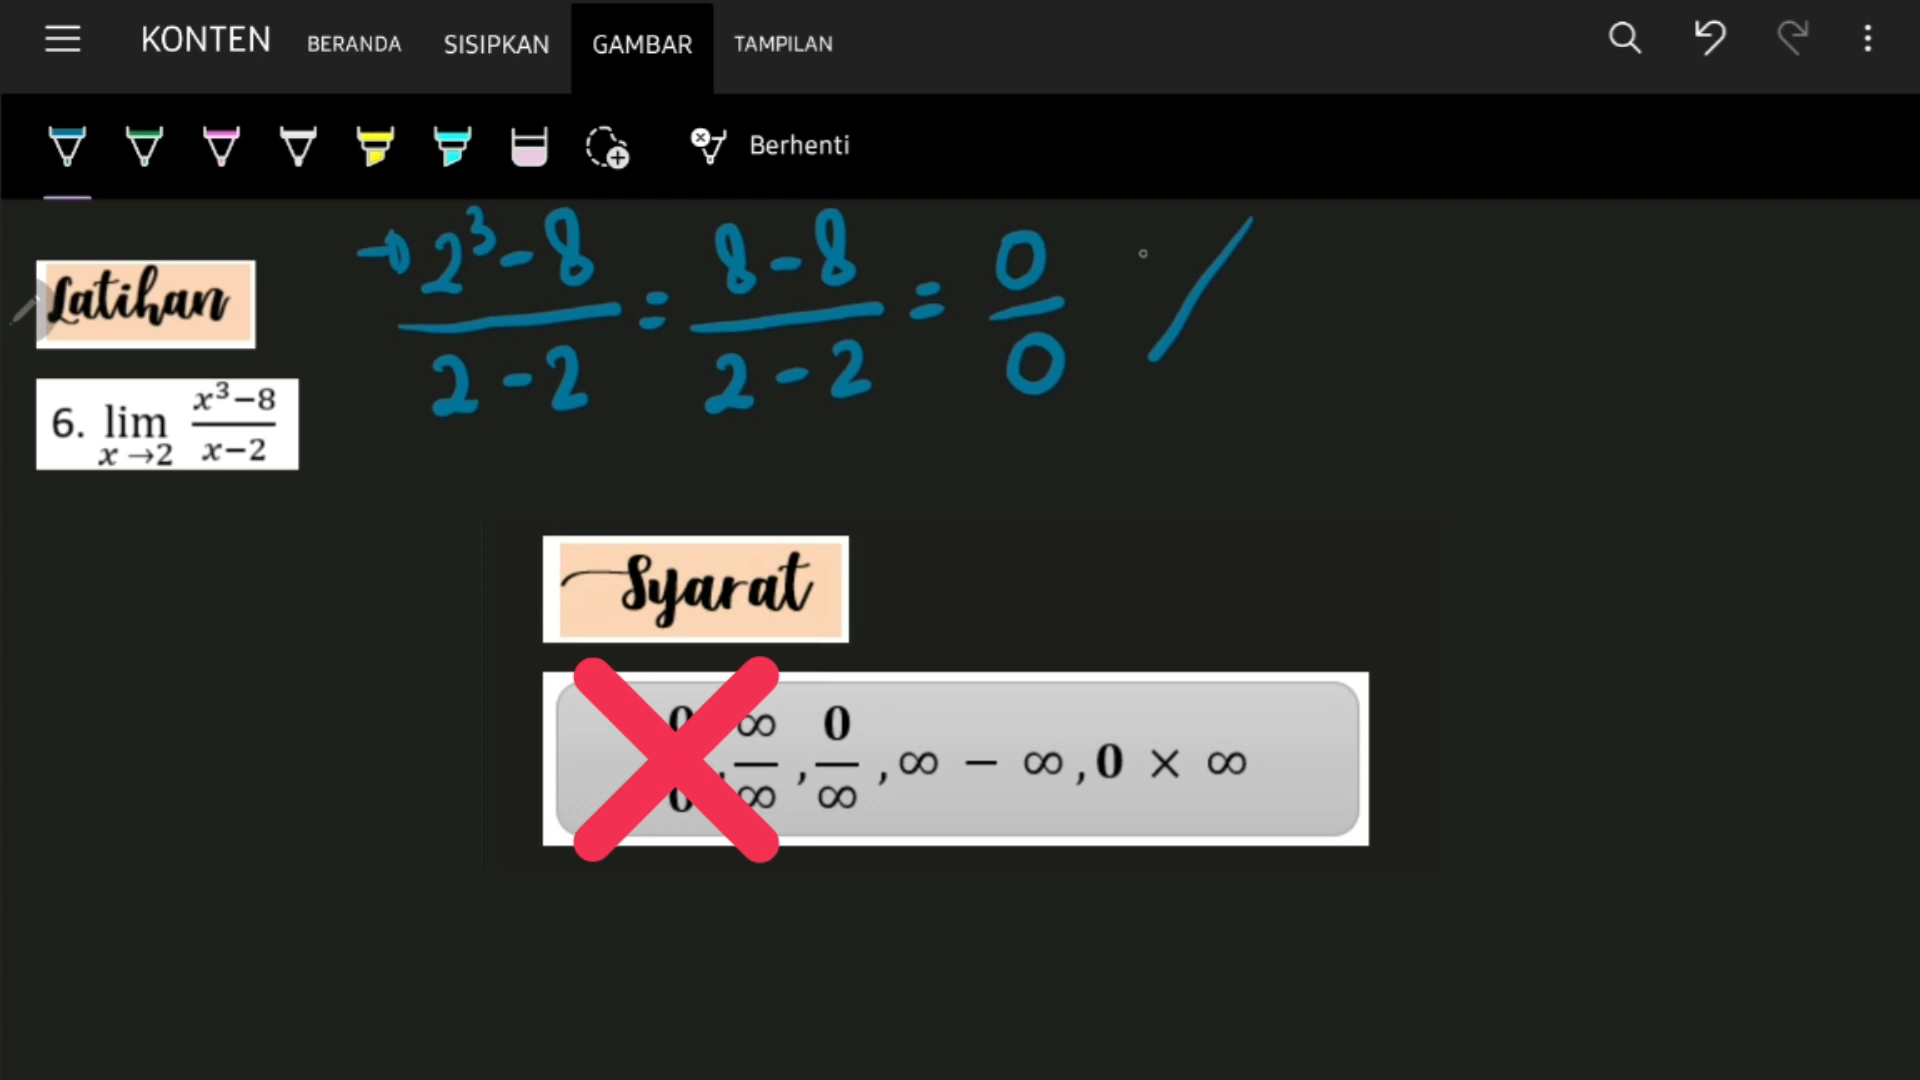 KONTEN BERANDA SISIPKAN GAMBAR TAMPILAN
Berhenti
Latihan
→ 2³-8 / 2-2 = 8-8 / 2-2 = 0/0
6. lim x→2 x³−8 / x−2
Syarat
0/0 , ∞/∞ , 0/∞ , ∞ − ∞ , 0 × ∞